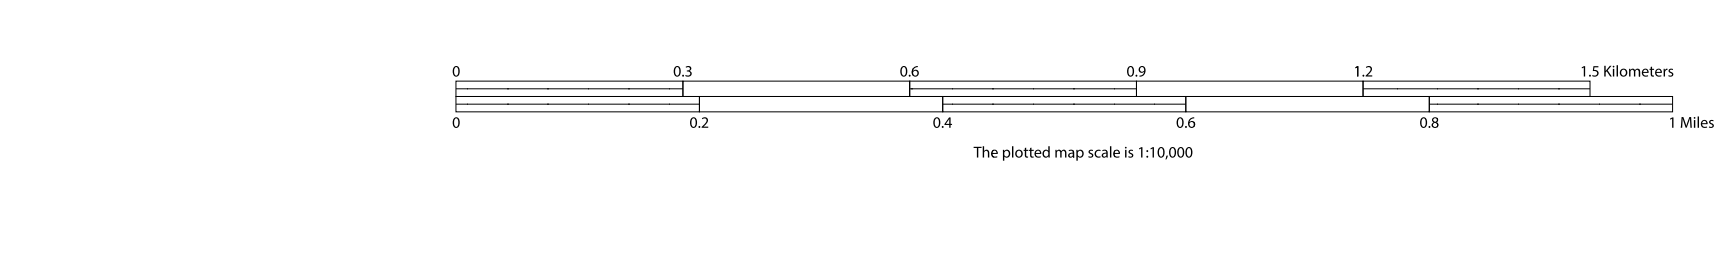 0 0.3 0.6 0.9 1.2 1.5 Kilometers
0 0.2 0.4 0.6 0.8 1 Miles
The plotted map scale is 1:10,000